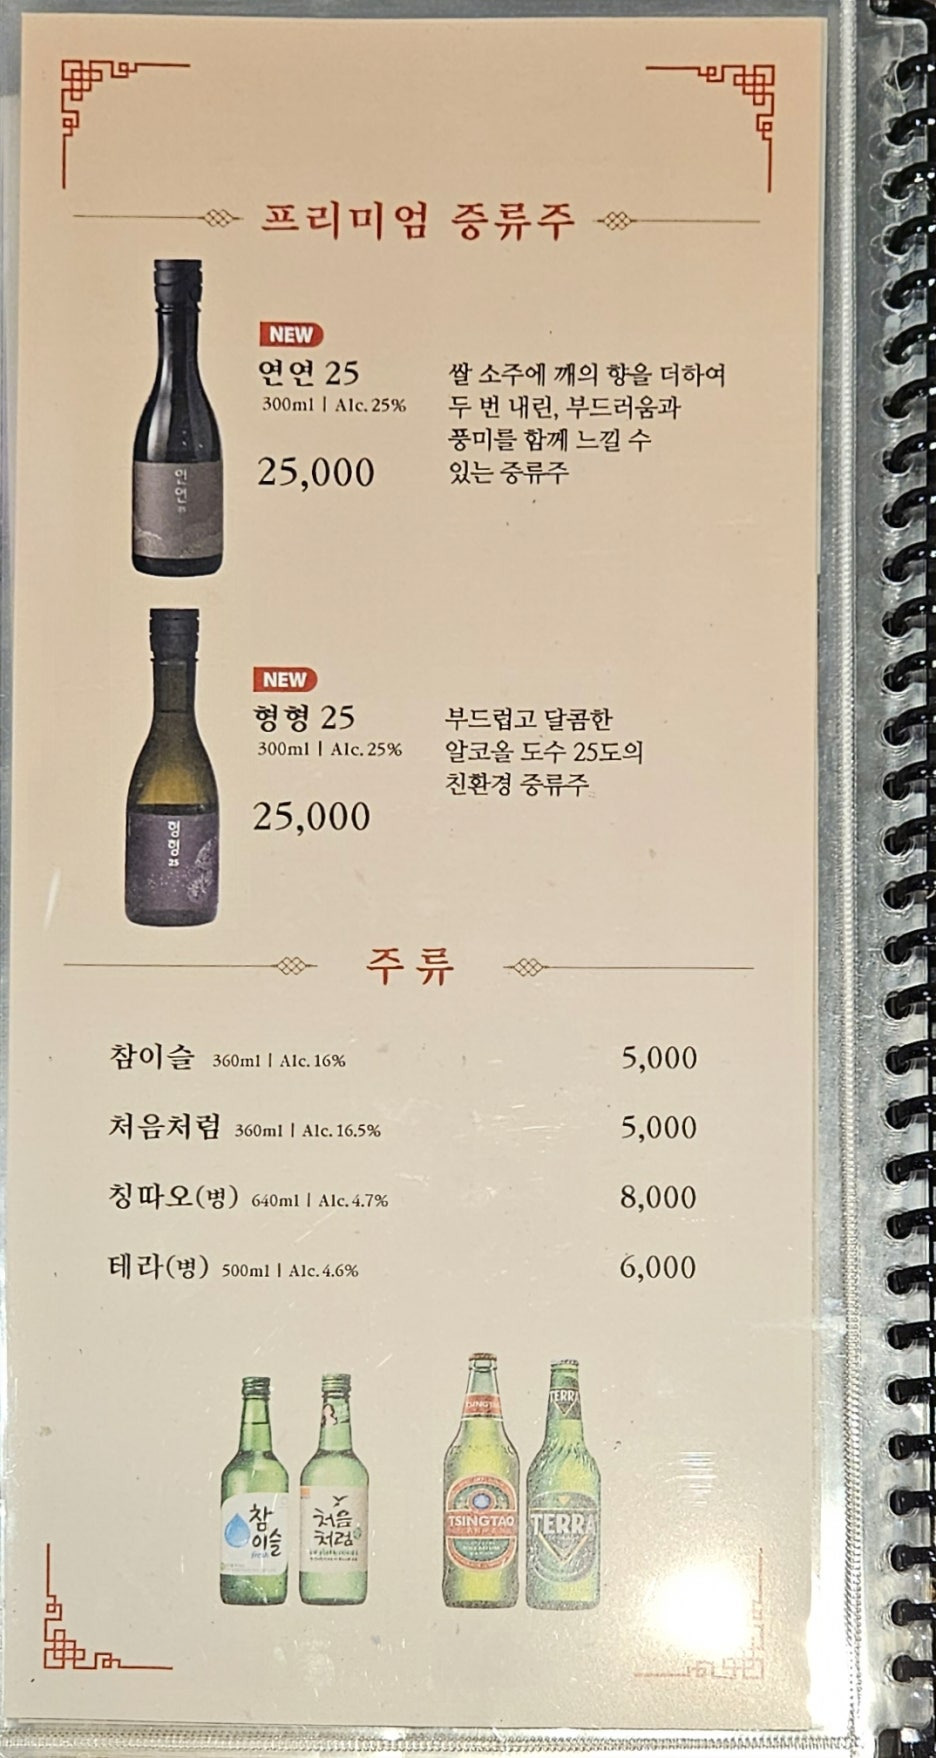 프리미엄 증류주
NEW
연연 25
300ml | Alc. 25%
25,000
쌀 소주에 깨의 향을 더하여
두 번 내린, 부드러움과
풍미를 함께 느낄 수
있는 증류주
연연
NEW
형형 25
300ml | Alc. 25%
25,000
부드럽고 달콤한
알코올 도수 25도의
친환경 증류주
형형
25
주류
참이슬 360ml | Alc. 16% 5,000
처음처럼 360ml | Alc. 16.5% 5,000
칭따오(병) 640ml | Alc. 4.7% 8,000
테라(병) 500ml | Alc. 4.6% 6,000
참
이슬
fresh
처음
처럼
TSINGTAO
TERRA
TERRA